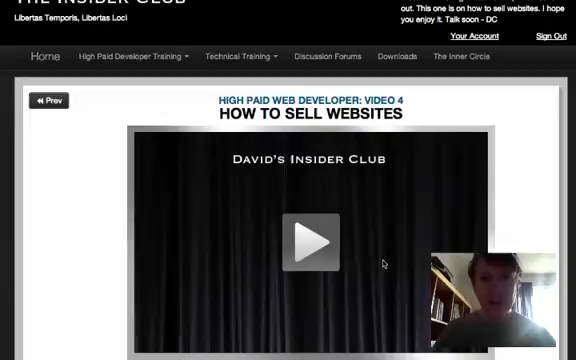 THE INSIDER CLUB
Libertas Temporis, Libertas Loci
out. This one is on how to sell websites. I hope
you enjoy it. Talk soon - DC
Your Account
Sign Out
Home
High Paid Developer Training
Technical Training
Discussion Forums
Downloads
The Inner Circle
Prev
HIGH PAID WEB DEVELOPER: VIDEO 4
HOW TO SELL WEBSITES
DAVID'S INSIDER CLUB